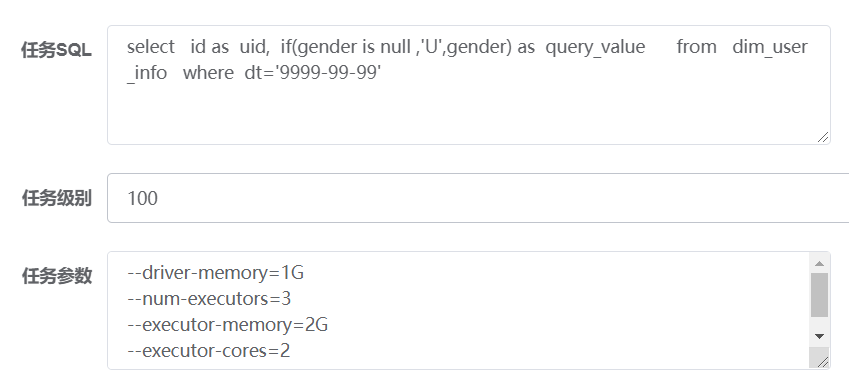 任务SQL
select   id as  uid,  if(gender is null ,'U',gender) as  query_value      from   dim_user
_info   where  dt='9999-99-99'
任务级别
100
任务参数
--driver-memory=1G
--num-executors=3
--executor-memory=2G
--executor-cores=2